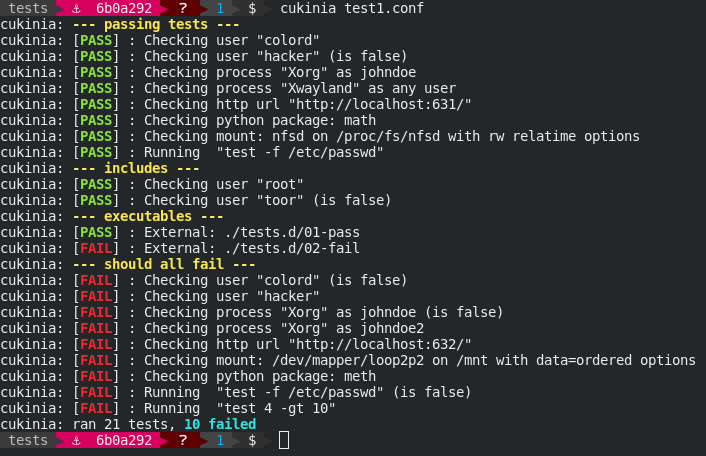 tests ⚓ 6b0a292 ? 1 $ cukinia test1.conf
cukinia: --- passing tests ---
cukinia: [PASS] : Checking user "colord"
cukinia: [PASS] : Checking user "hacker" (is false)
cukinia: [PASS] : Checking process "Xorg" as johndoe
cukinia: [PASS] : Checking process "Xwayland" as any user
cukinia: [PASS] : Checking http url "http://localhost:631/"
cukinia: [PASS] : Checking python package: math
cukinia: [PASS] : Checking mount: nfsd on /proc/fs/nfsd with rw relatime options
cukinia: [PASS] : Running  "test -f /etc/passwd"
cukinia: --- includes ---
cukinia: [PASS] : Checking user "root"
cukinia: [PASS] : Checking user "toor" (is false)
cukinia: --- executables ---
cukinia: [PASS] : External: ./tests.d/01-pass
cukinia: [FAIL] : External: ./tests.d/02-fail
cukinia: --- should all fail ---
cukinia: [FAIL] : Checking user "colord" (is false)
cukinia: [FAIL] : Checking user "hacker"
cukinia: [FAIL] : Checking process "Xorg" as johndoe (is false)
cukinia: [FAIL] : Checking process "Xorg" as johndoe2
cukinia: [FAIL] : Checking http url "http://localhost:632/"
cukinia: [FAIL] : Checking mount: /dev/mapper/loop2p2 on /mnt with data=ordered options
cukinia: [FAIL] : Checking python package: meth
cukinia: [FAIL] : Running  "test -f /etc/passwd" (is false)
cukinia: [FAIL] : Running  "test 4 -gt 10"
cukinia: ran 21 tests, 10 failed
tests ⚓ 6b0a292 ? 1 $